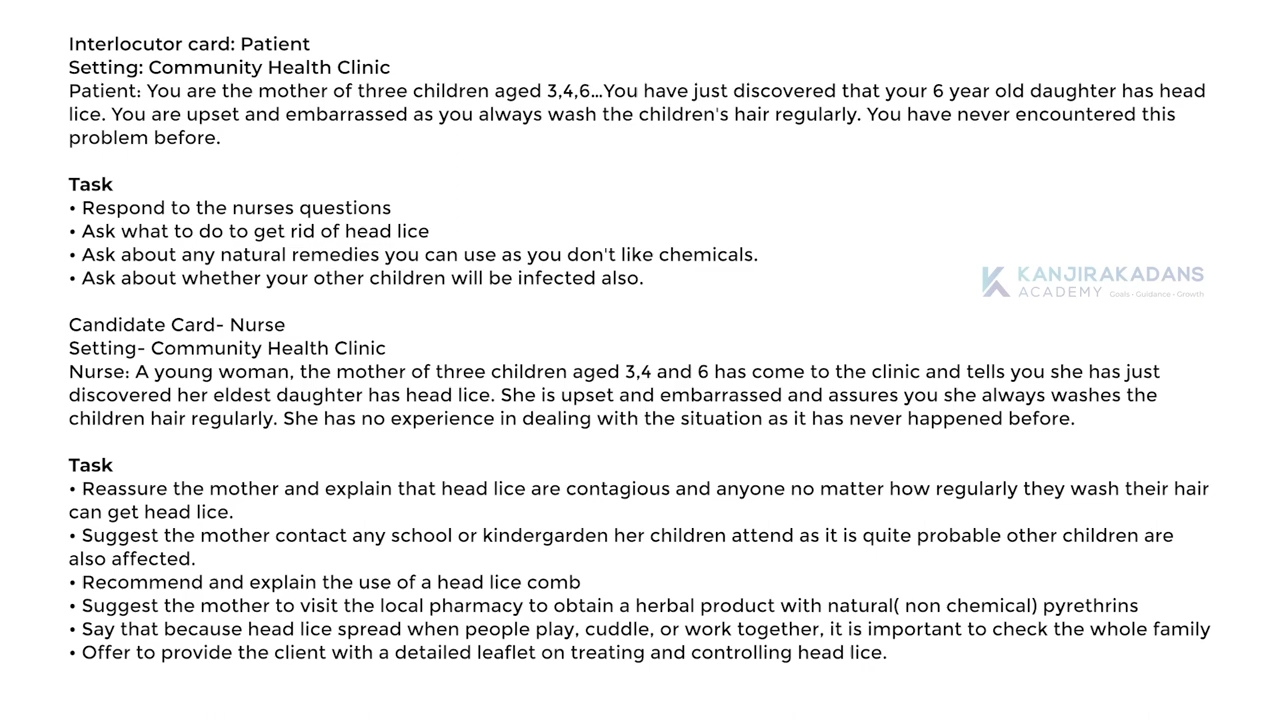 Interlocutor card: Patient
Setting: Community Health Clinic
Patient: You are the mother of three children aged 3,4,6...You have just discovered that your 6 year old daughter has head
lice. You are upset and embarrassed as you always wash the children's hair regularly. You have never encountered this
problem before.
Task
• Respond to the nurses questions
• Ask what to do to get rid of head lice
• Ask about any natural remedies you can use as you don't like chemicals.
• Ask about whether your other children will be infected also.
KANJIRAKADANS
ACADEMY Goals - Guidance - Growth
Candidate Card- Nurse
Setting- Community Health Clinic
Nurse: A young woman, the mother of three children aged 3,4 and 6 has come to the clinic and tells you she has just
discovered her eldest daughter has head lice. She is upset and embarrassed and assures you she always washes the
children hair regularly. She has no experience in dealing with the situation as it has never happened before.
Task
• Reassure the mother and explain that head lice are contagious and anyone no matter how regularly they wash their hair
can get head lice.
• Suggest the mother contact any school or kindergarden her children attend as it is quite probable other children are
also affected.
• Recommend and explain the use of a head lice comb
• Suggest the mother to visit the local pharmacy to obtain a herbal product with natural( non chemical) pyrethrins
• Say that because head lice spread when people play, cuddle, or work together, it is important to check the whole family
• Offer to provide the client with a detailed leaflet on treating and controlling head lice.